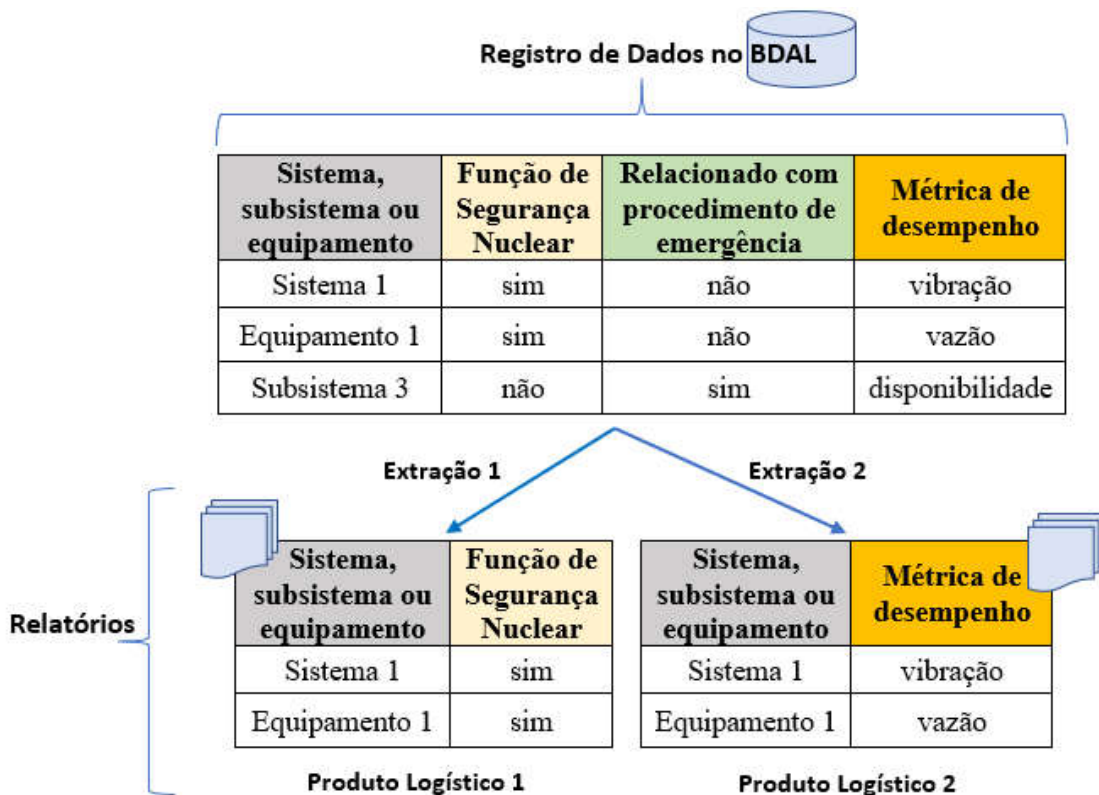 Registro de Dados no BDAL
Sistema, subsistema ou equipamento
Função de Segurança Nuclear
Relacionado com procedimento de emergência
Métrica de desempenho
Sistema 1 sim não vibração
Equipamento 1 sim não vazão
Subsistema 3 não sim disponibilidade
Extração 1
Extração 2
Relatórios
Sistema, subsistema ou equipamento
Função de Segurança Nuclear
Sistema 1 sim
Equipamento 1 sim
Produto Logístico 1
Sistema, subsistema ou equipamento
Métrica de desempenho
Sistema 1 vibração
Equipamento 1 vazão
Produto Logístico 2